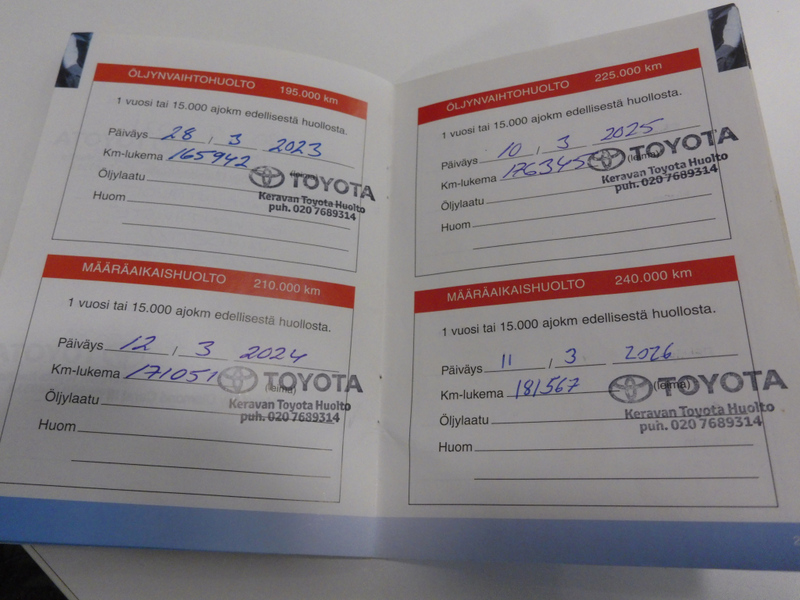 ÖLJYNVAIHTOHUOLTO 195.000 km
1 vuosi tai 15.000 ajokm edellisestä huollosta.
Päiväys 28 / 3 2023
Km-lukema 165942
Öljylaatu (leima)
TOYOTA
Huom
Keravan Toyota Huolto
puh. 020 7689314
MÄÄRÄAIKAISHUOLTO 210.000 km
1 vuosi tai 15.000 ajokm edellisestä huollosta.
Päiväys 12 / 3 2024
Km-lukema 171051
TOYOTA
Öljylaatu (leima)
Keravan Toyota Huolto
Huom
puh. 020 7689314
ÖLJYNVAIHTOHUOLTO 225.000 km
1 vuosi tai 15.000 ajokm edellisestä huollosta.
Päiväys 10 / 3 2025
Km-lukema 176345 (leima)
TOYOTA
Öljylaatu
Keravan Toyota Huolto
puh. 020 7689314
Huom
MÄÄRÄAIKAISHUOLTO 240.000 km
1 vuosi tai 15.000 ajokm edellisestä huollosta.
Päiväys 11 / 3 2026
Km-lukema 181567 (leima)
TOYOTA
Öljylaatu
Keravan Toyota Huolto
puh. 020 7689314
Huom